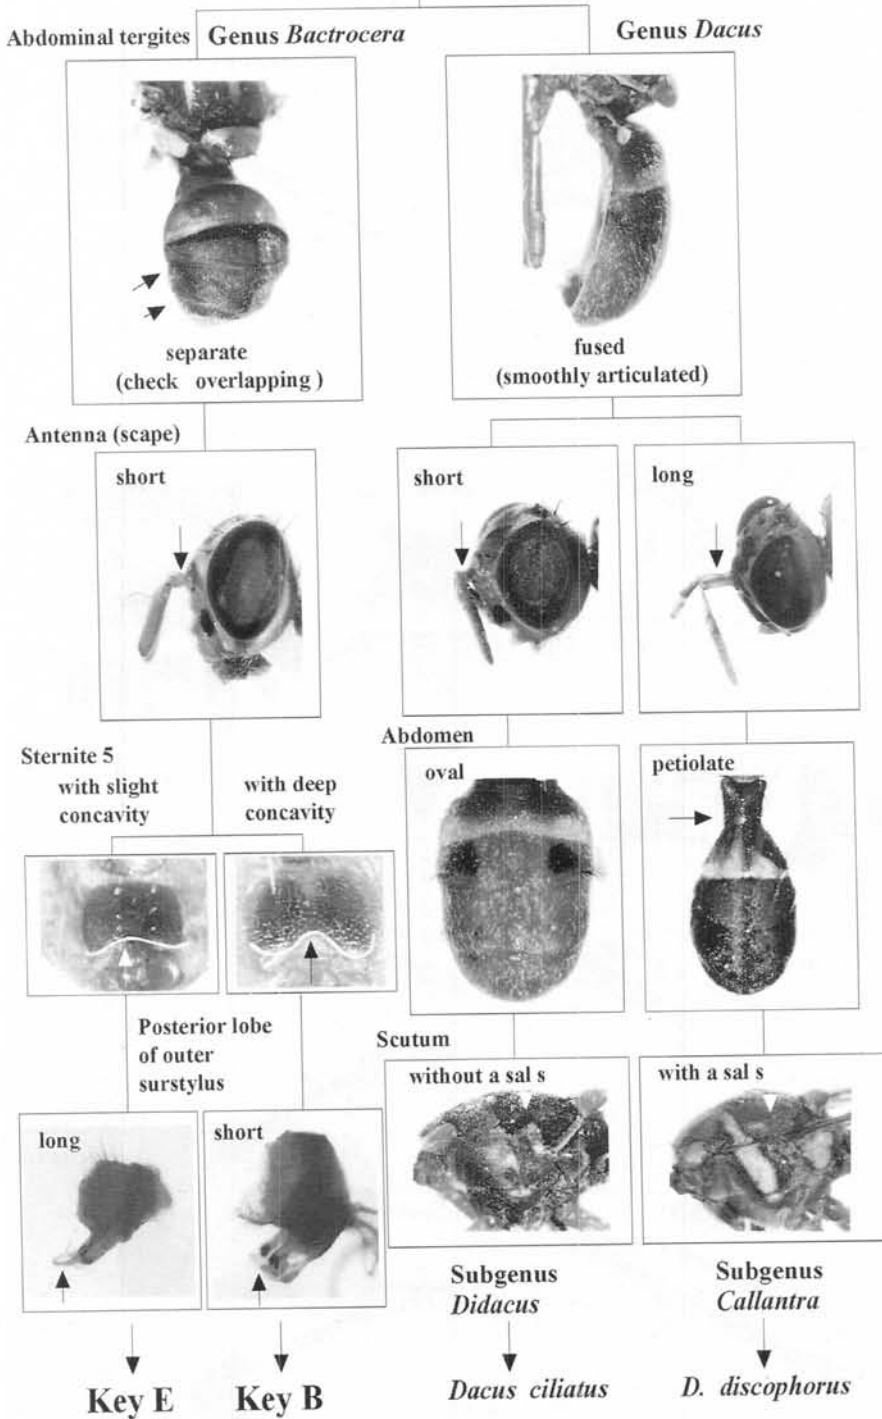 Abdominal tergites
Genus Bactrocera
Genus Dacus
separate
(check overlapping )
fused
(smoothly articulated)
Antenna (scape)
short
short
long
Sternite 5
with slight
concavity
with deep
concavity
Abdomen
oval
petiolate
Posterior lobe
of outer
surstylus
long
short
Scutum
without a sal s
with a sal s
Subgenus
Didacus
Subgenus
Callantra
Key E
Key B
Dacus ciliatus
D. discophorus